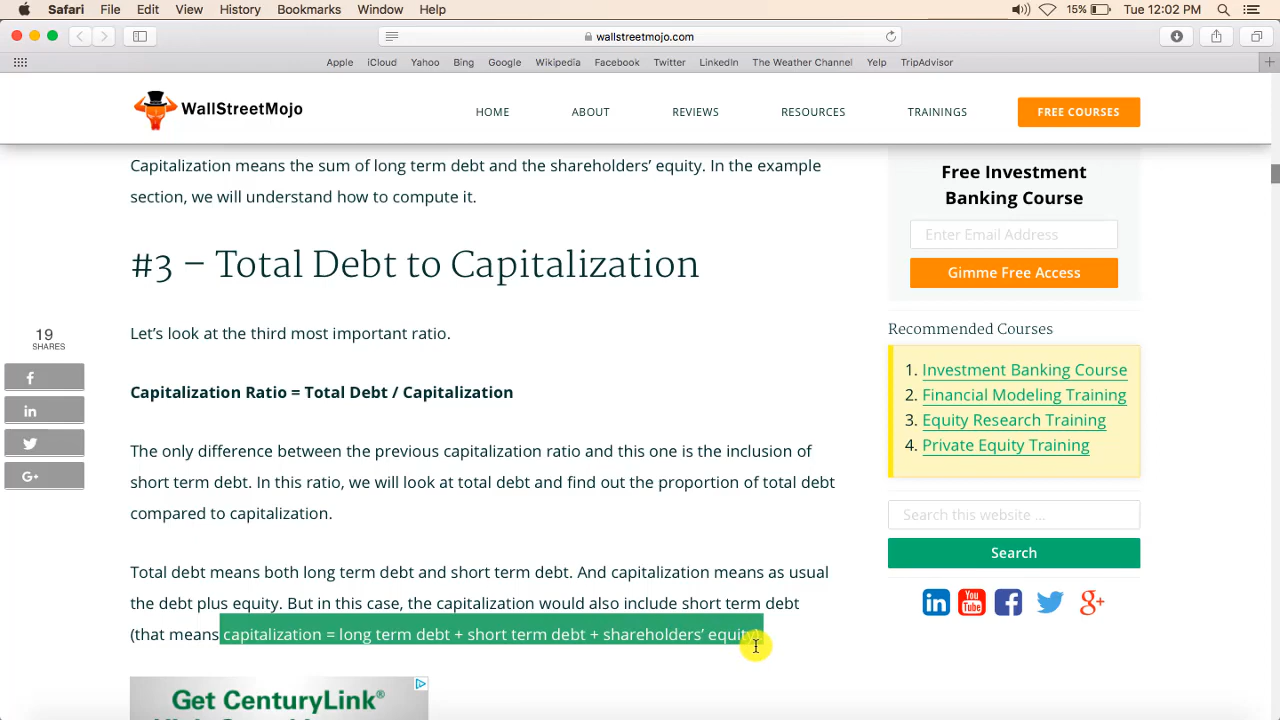 Safari File Edit View History Bookmarks Window Help 15% Tue 12:02 PM
wallstreetmojo.com
Apple iCloud Yahoo Bing Google Wikipedia Facebook Twitter LinkedIn The Weather Channel Yelp TripAdvisor
WallStreetMojo HOME ABOUT REVIEWS RESOURCES TRAININGS FREE COURSES
Capitalization means the sum of long term debt and the shareholders’ equity. In the example
section, we will understand how to compute it.
#3 – Total Debt to Capitalization
Let’s look at the third most important ratio.
Capitalization Ratio = Total Debt / Capitalization
The only difference between the previous capitalization ratio and this one is the inclusion of
short term debt. In this ratio, we will look at total debt and find out the proportion of total debt
compared to capitalization.
Total debt means both long term debt and short term debt. And capitalization means as usual
the debt plus equity. But in this case, the capitalization would also include short term debt
(that means capitalization = long term debt + short term debt + shareholders’ equity)
Get CenturyLink®
19
SHARES
f
in
G+
Free Investment
Banking Course
Enter Email Address
Gimme Free Access
Recommended Courses
1. Investment Banking Course
2. Financial Modeling Training
3. Equity Research Training
4. Private Equity Training
Search this website ...
Search
in You Tube f g+